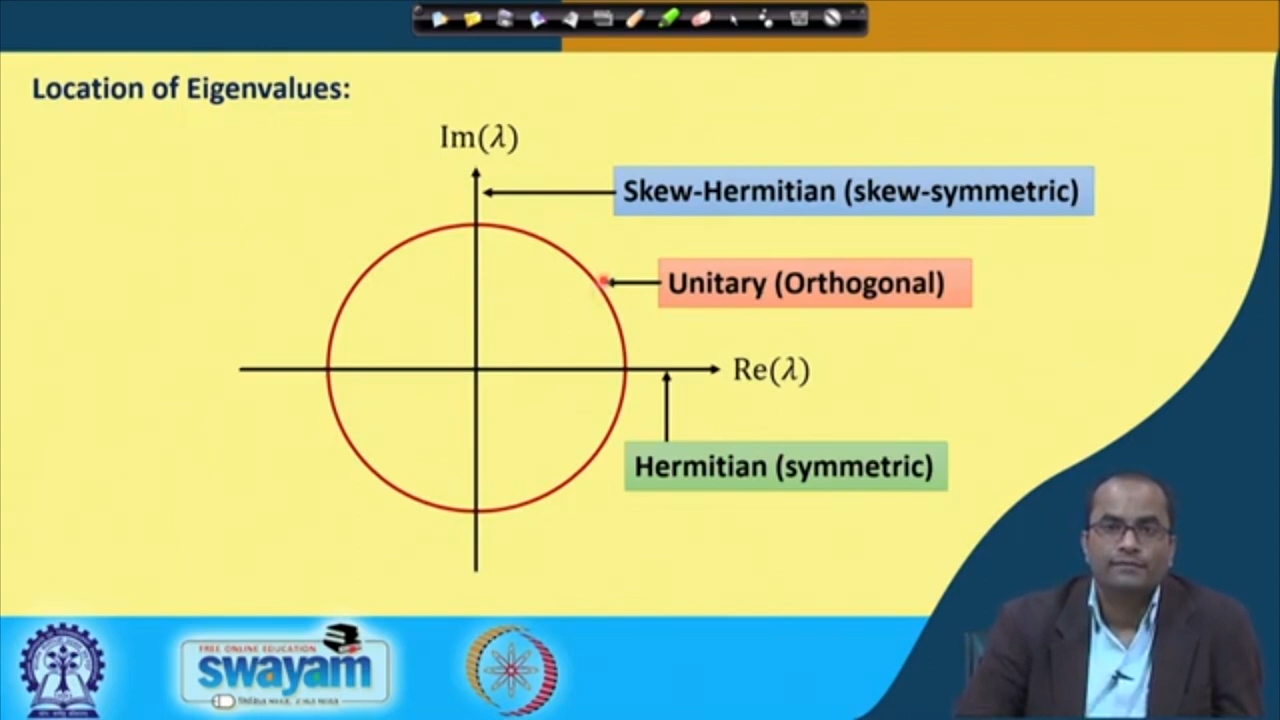 Location of Eigenvalues:
Im(λ)
Skew-Hermitian (skew-symmetric)
Unitary (Orthogonal)
Re(λ)
Hermitian (symmetric)
FREE ONLINE EDUCATION
swayam